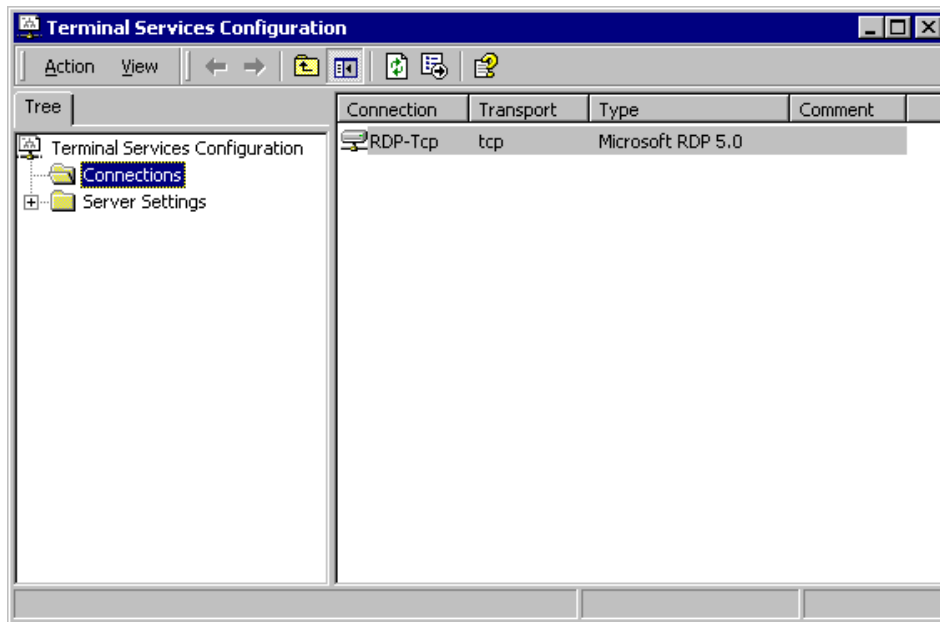 Terminal Services Configuration
Action View
Tree
Connection Transport Type Comment
Terminal Services Configuration
RDP-Tcp tcp Microsoft RDP 5.0
Connections
Server Settings